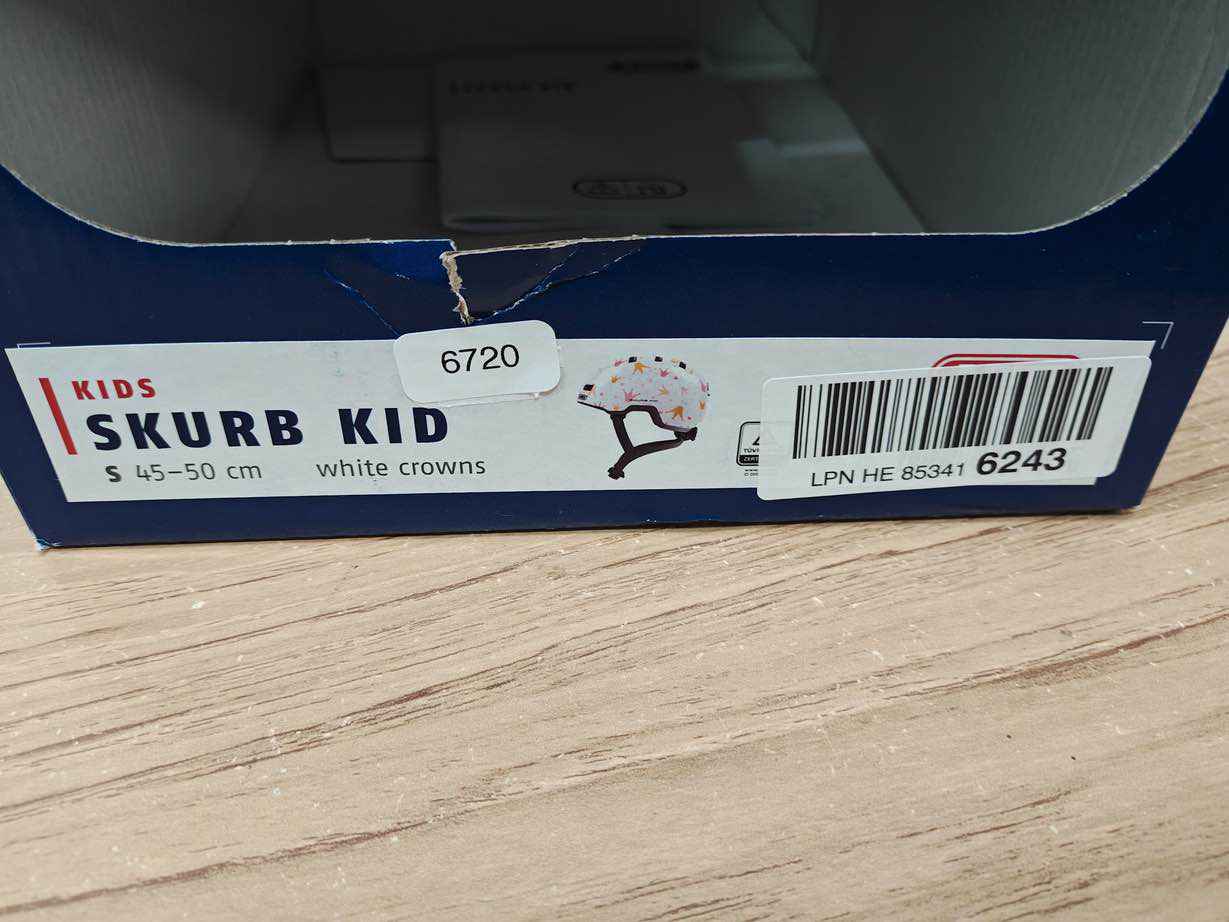 6720
KIDS
SKURB KID
S 45–50 cm white crowns
LPN HE 85341 6243